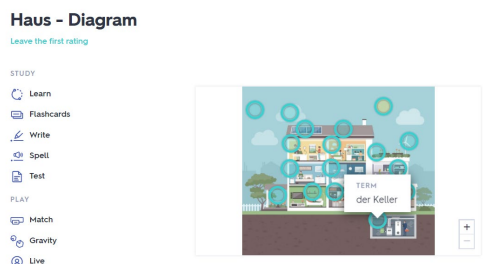 Haus - Diagram
Leave the first rating
STUDY
Learn
Flashcards
Write
Spell
Test
PLAY
Match
Gravity
Live
TERM
der Keller
+
−